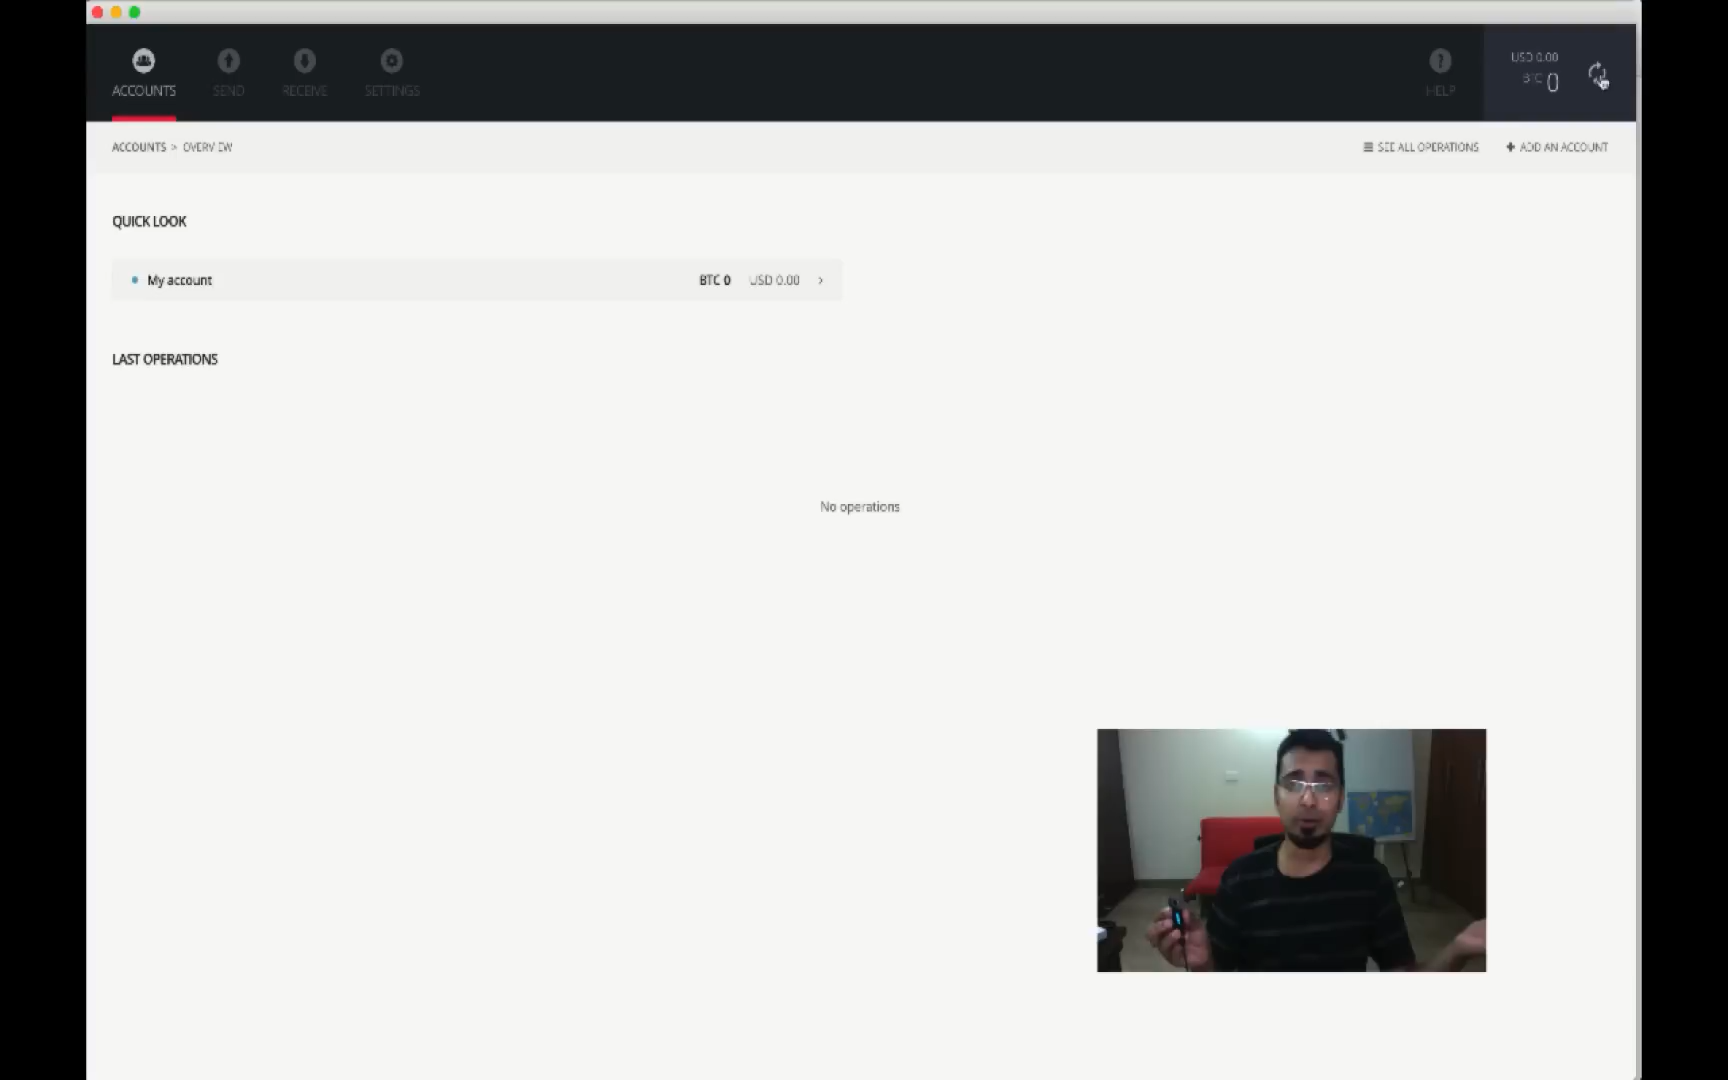 ACCOUNTS
SEND
RECEIVE
SETTINGS
?
HELP
USD 0.00
BTC 0
ACCOUNTS > OVERVIEW
SEE ALL OPERATIONS
ADD AN ACCOUNT
QUICK LOOK
My account
BTC 0
USD 0.00
LAST OPERATIONS
No operations